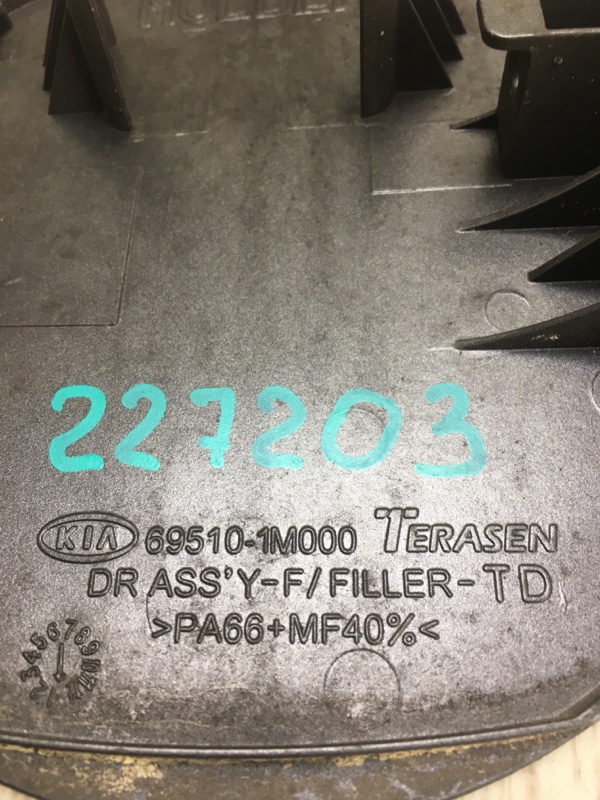 227203
KIA 69510-1M000 TERASEN
DR ASS'Y-F/FILLER-TD
>PA66+MF40%<